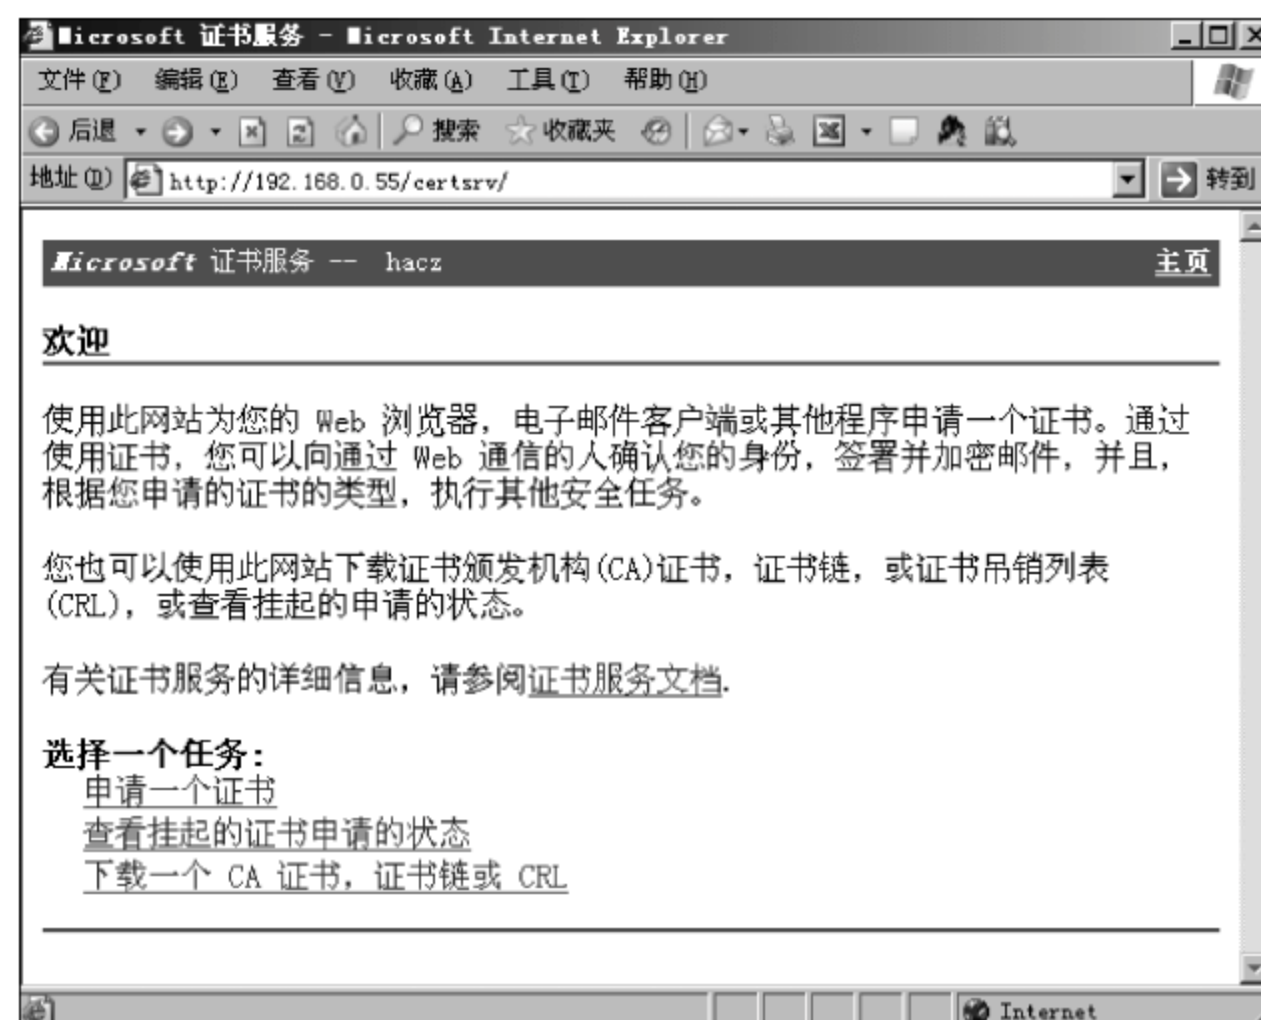 Microsoft 证书服务 - Microsoft Internet Explorer
文件(F) 编辑(E) 查看(V) 收藏(A) 工具(T) 帮助(H)
后退 搜索 收藏夹
地址(D) http://192.168.0.55/certsrv/ 转到
Microsoft 证书服务 -- hacz 主页
欢迎
使用此网站为您的 Web 浏览器，电子邮件客户端或其他程序申请一个证书。通过
使用证书，您可以向通过 Web 通信的人确认您的身份，签署并加密邮件，并且，
根据您申请的证书的类型，执行其他安全任务。
您也可以使用此网站下载证书颁发机构(CA)证书，证书链，或证书吊销列表
(CRL)，或查看挂起的申请的状态。
有关证书服务的详细信息，请参阅证书服务文档.
选择一个任务:
申请一个证书
查看挂起的证书申请的状态
下载一个 CA 证书，证书链或 CRL
Internet